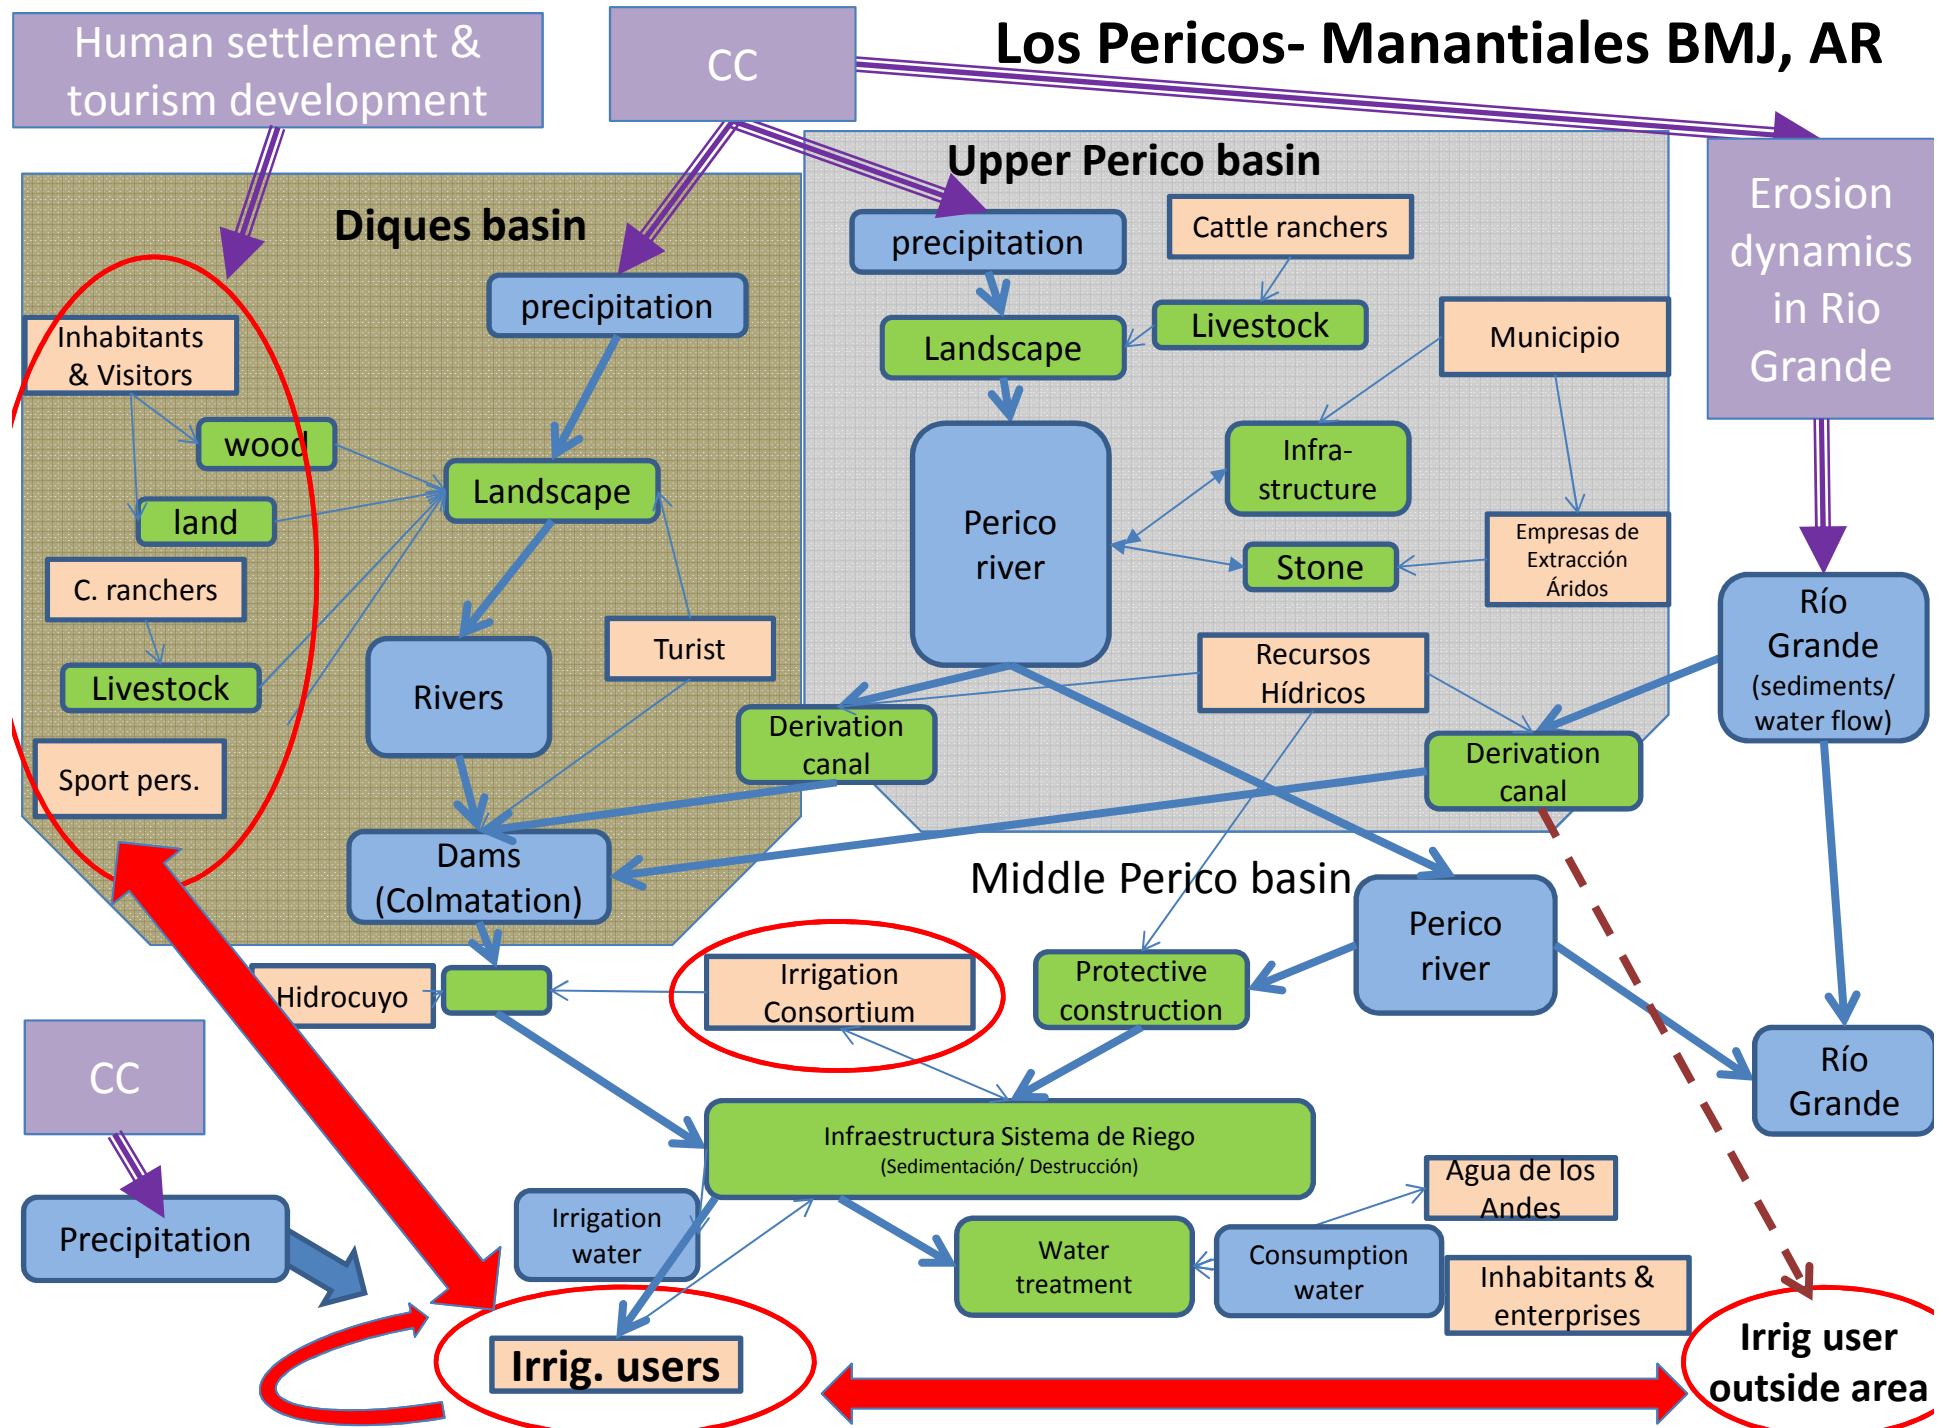 Human settlement &
tourism development
CC
Los Pericos- Manantiales BMJ, AR
Upper Perico basin
Diques basin
Erosion
dynamics
in Rio
Grande
precipitation
Cattle ranchers
precipitation
Livestock
Landscape
Municipio
Inhabitants
& Visitors
wood
Landscape
land
Infra-
structure
Perico
river
Stone
Empresas de
Extracción
Áridos
C. ranchers
Livestock
Rivers
Turist
Recursos
Hídricos
Río
Grande
(sediments/
water flow)
Derivation
canal
Derivation
canal
Sport pers.
Dams
(Colmatation)
Middle Perico basin
Perico
river
Hidrocuyo
Irrigation
Consortium
Protective
construction
CC
Río
Grande
Infraestructura Sistema de Riego
(Sedimentación/ Destrucción)
Agua de los
Andes
Precipitation
Irrigation
water
Water
treatment
Consumption
water
Inhabitants &
enterprises
Irrig. users
Irrig user
outside area